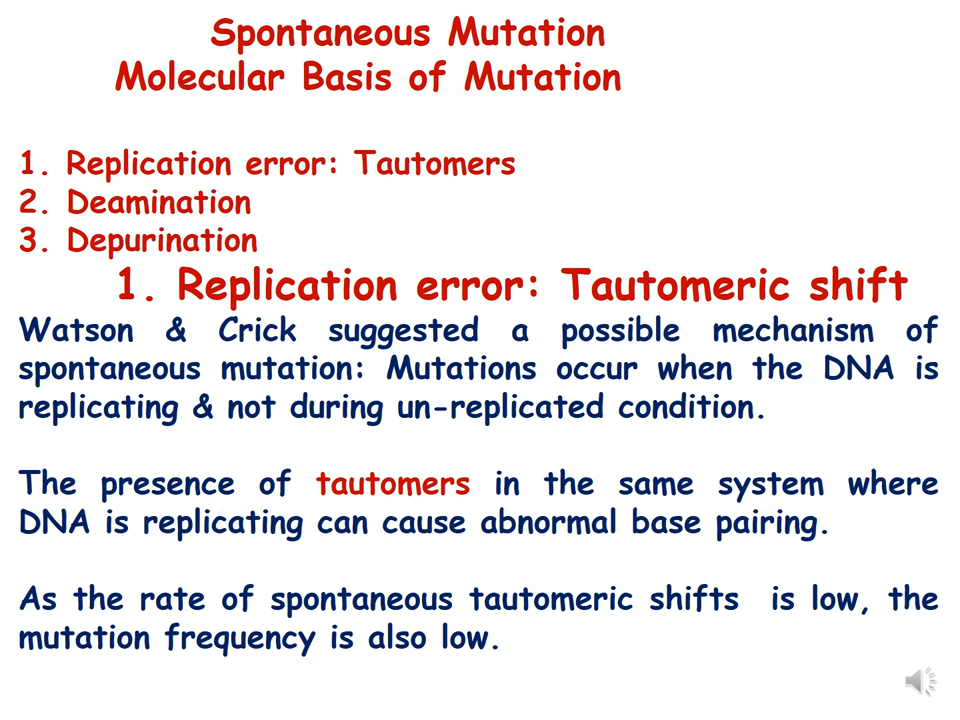 Spontaneous Mutation
Molecular Basis of Mutation
1. Replication error: Tautomers
2. Deamination
3. Depurination
1. Replication error: Tautomeric shift
Watson & Crick suggested a possible mechanism of
spontaneous mutation: Mutations occur when the DNA is
replicating & not during un-replicated condition.
The presence of tautomers in the same system where
DNA is replicating can cause abnormal base pairing.
As the rate of spontaneous tautomeric shifts is low, the
mutation frequency is also low.